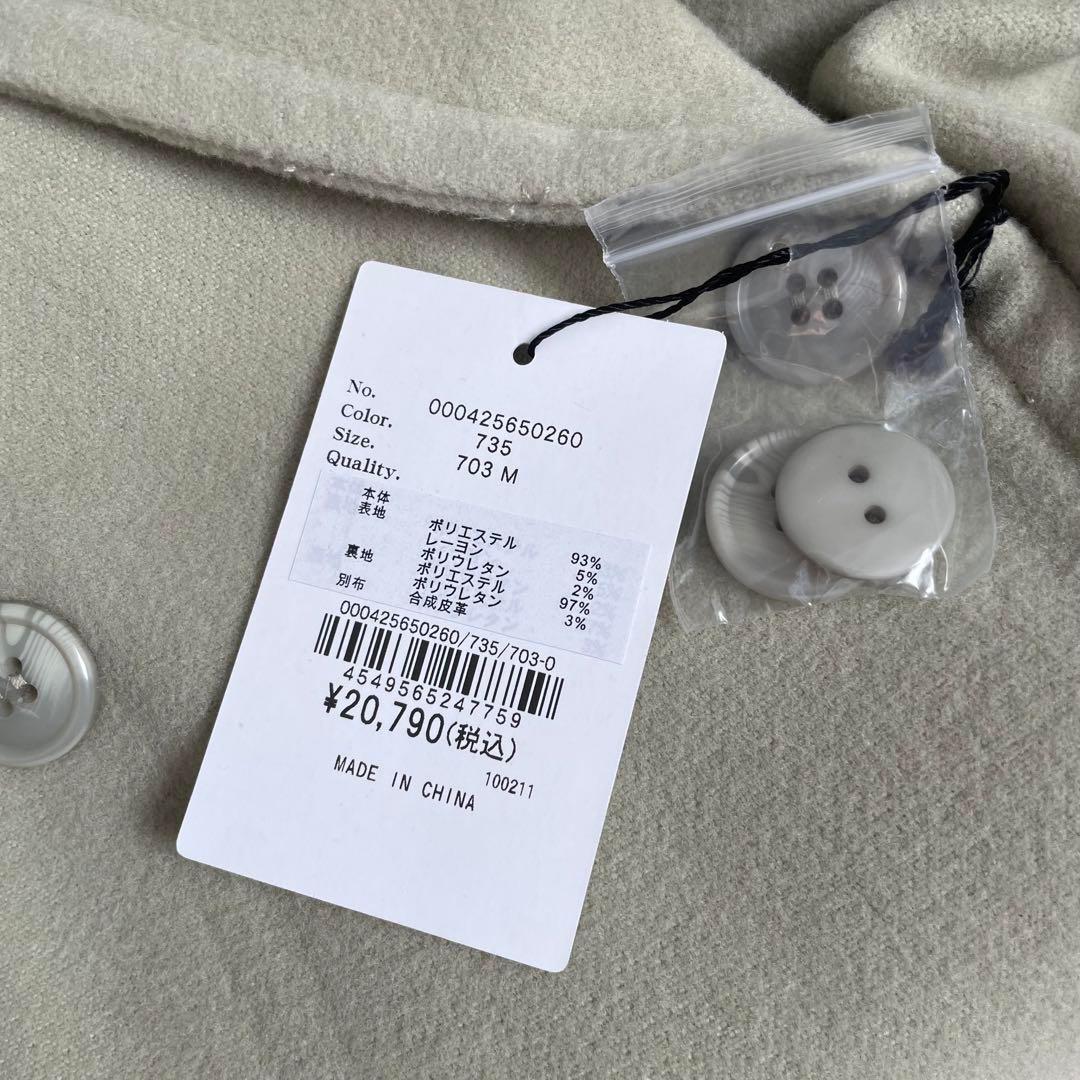 No. 000425650260
Color. 735
Size. 703 M
Quality.
本体
表地 ポリエステル 93%
レーヨン 5%
ポリウレタン 2%
裏地 ポリエステル 97%
ポリウレタン 3%
別布 合成皮革
000425650260/735/703-0
4549565247759
¥20,790(税込)
100211
MADE IN CHINA